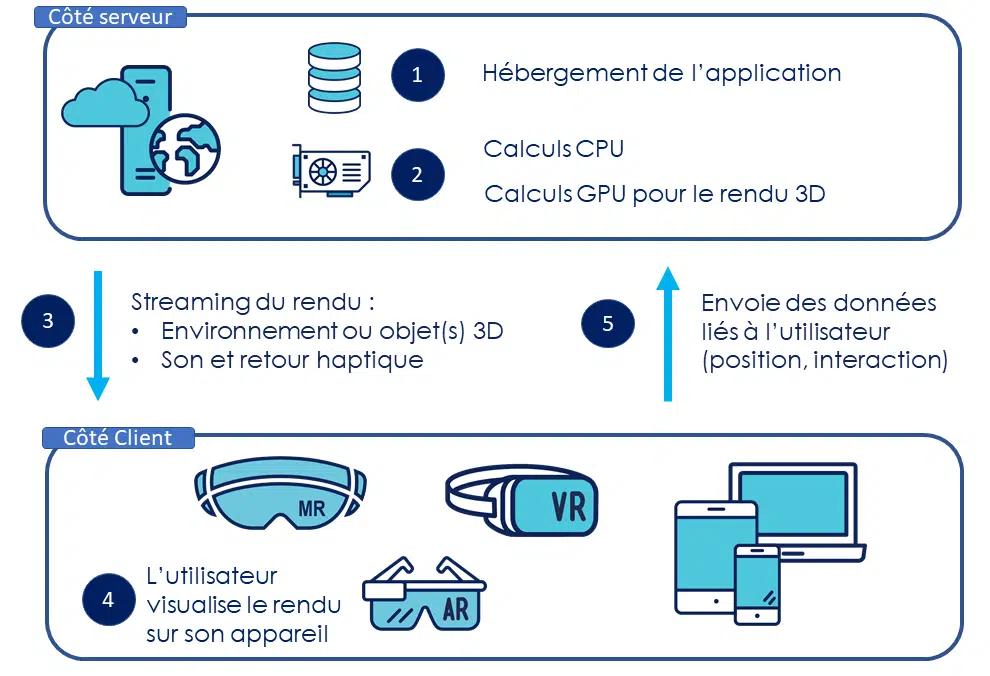 Côté serveur
1
Hébergement de l’application
2
Calculs CPU
Calculs GPU pour le rendu 3D
3
Streaming du rendu :
• Environnement ou objet(s) 3D
• Son et retour haptique
5
Envoie des données
liés à l’utilisateur
(position, interaction)
Côté Client
MR
VR
4
L’utilisateur
visualise le rendu
sur son appareil
AR